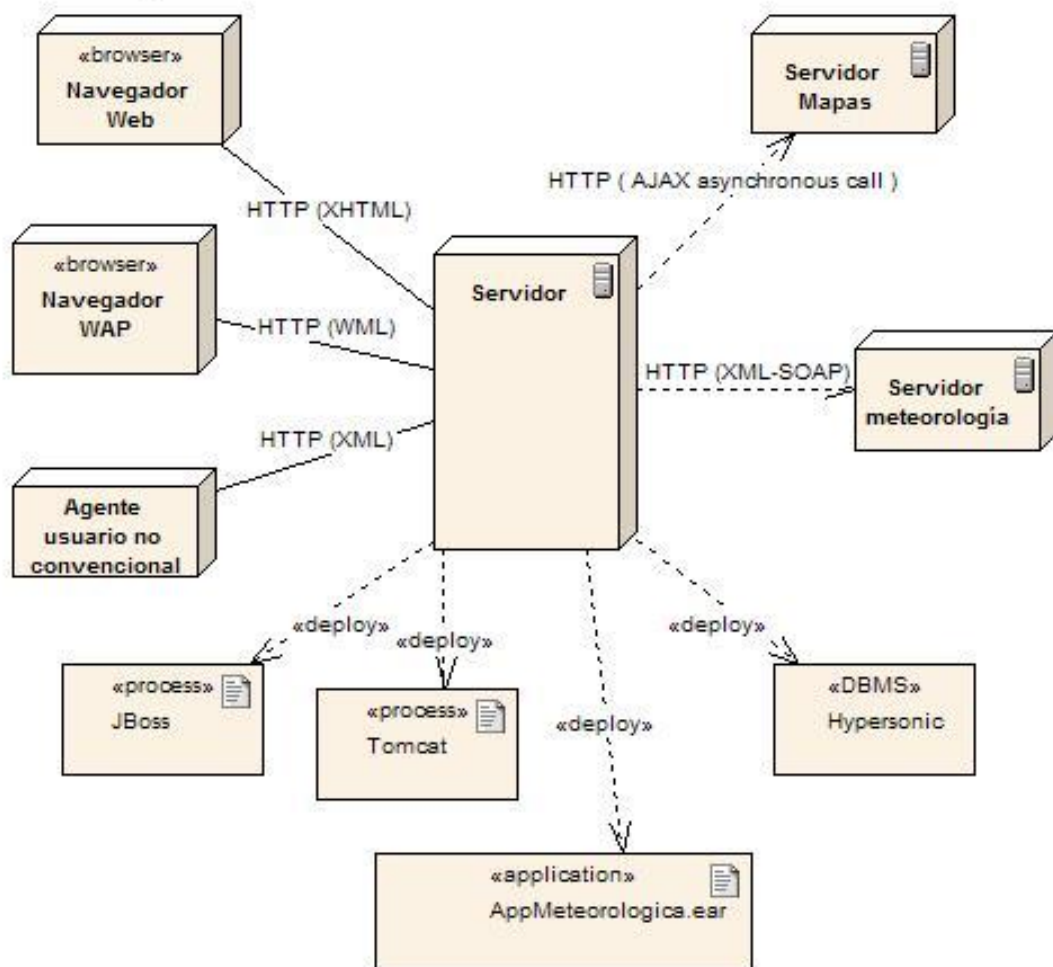 «browser»
Navegador
Web
Servidor
Mapas
HTTP ( AJAX asynchronous call )
HTTP (XHTML)
«browser»
Navegador
WAP
HTTP (WML)
Servidor
HTTP (XML-SOAP)
Servidor
meteorología
HTTP (XML)
Agente
usuario no
convencional
«deploy»
«deploy»
«deploy»
«deploy»
«process»
JBoss
«process»
Tomcat
«DBMS»
Hypersonic
«application»
AppMeteorologica.ear